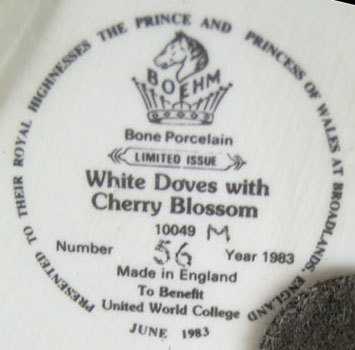 PRESENTED TO THEIR ROYAL HIGHNESSES THE PRINCE AND PRINCESS OF WALES AT BROADLANDS, ENGLAND
BOEHM
Bone Porcelain
LIMITED ISSUE
White Doves with
Cherry Blossom
10049 M
Number 56 Year 1983
Made in England
To Benefit
United World College
JUNE 1983